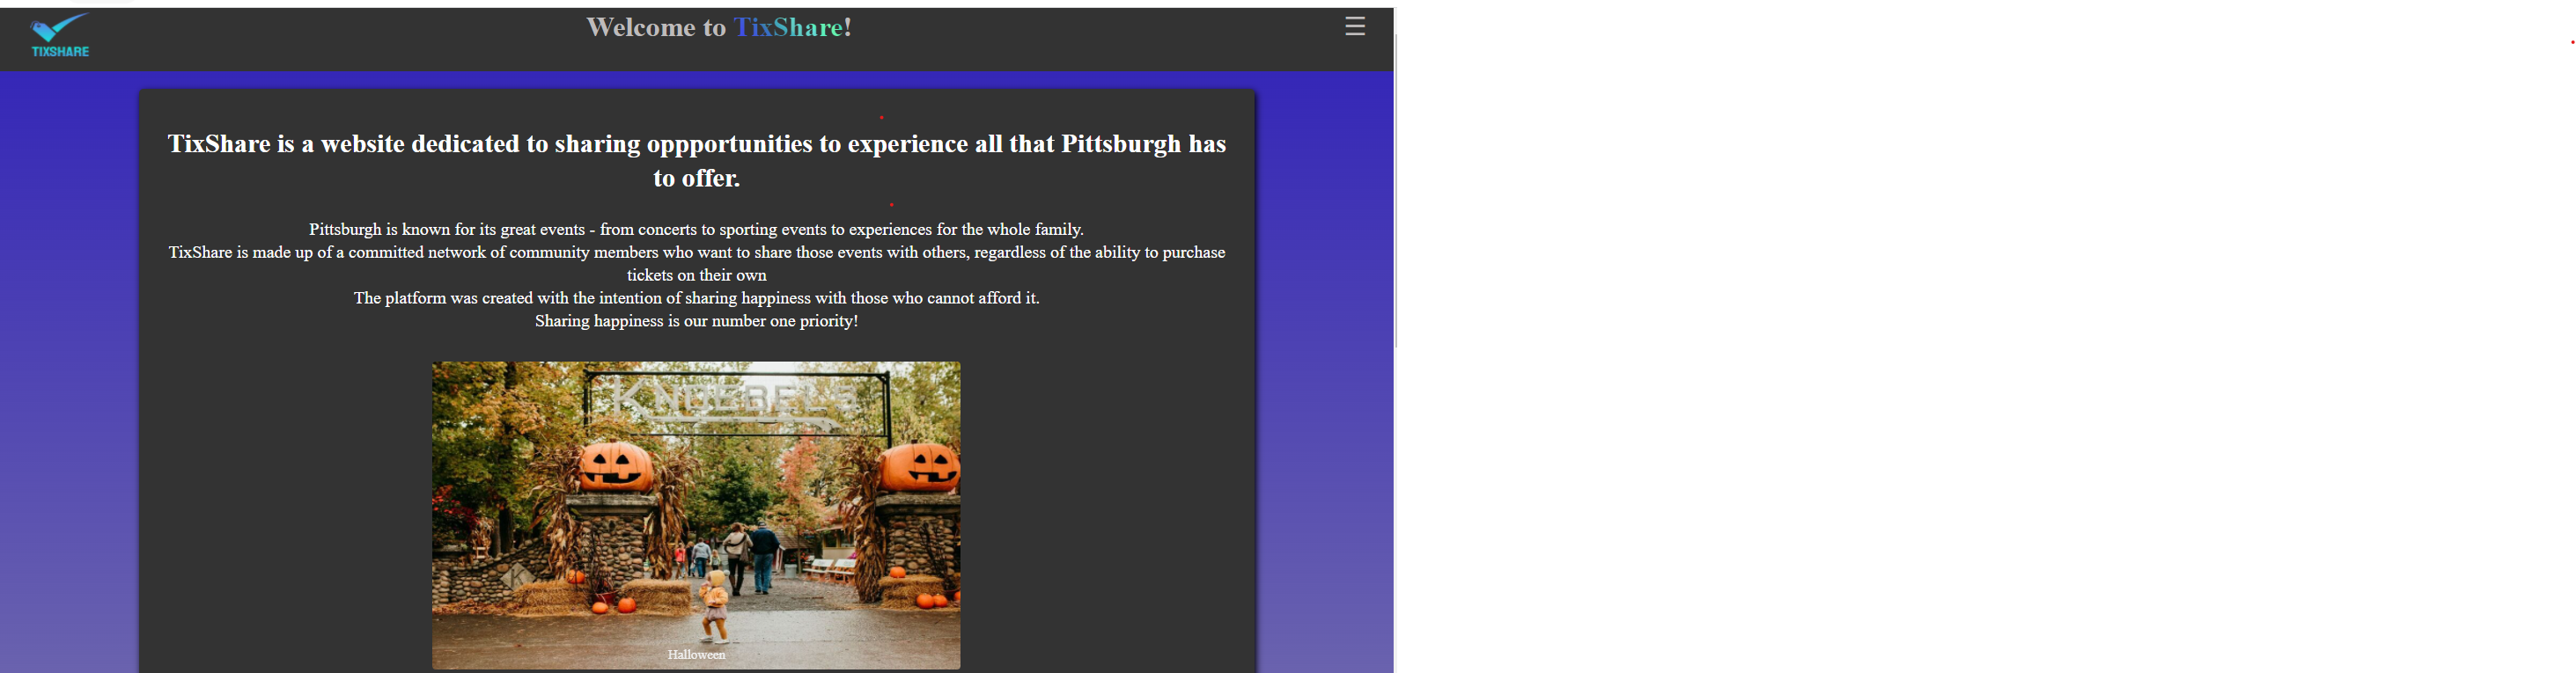 TIXSHARE
Welcome to TixShare!
☰
TixShare is a website dedicated to sharing oppportunities to experience all that Pittsburgh has
to offer.
Pittsburgh is known for its great events - from concerts to sporting events to experiences for the whole family.
TixShare is made up of a committed network of community members who want to share those events with others, regardless of the ability to purchase
tickets on their own
The platform was created with the intention of sharing happiness with those who cannot afford it.
Sharing happiness is our number one priority!
KNOEBELS
Halloween